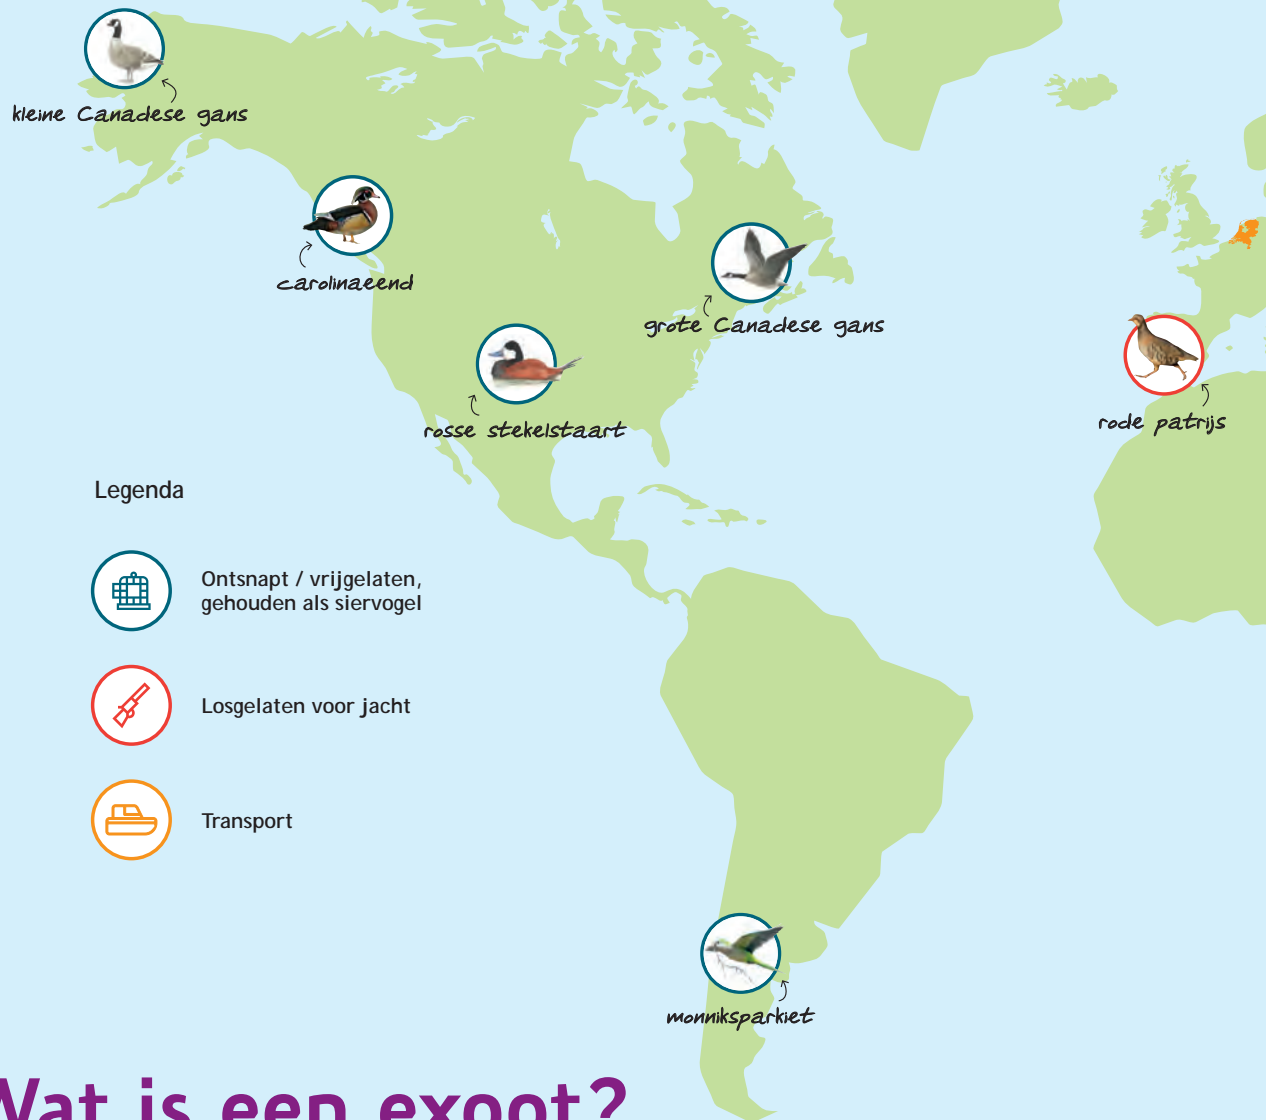 kleine Canadese gans
carolinaeend
grote Canadese gans
rosse stekelstaart
rode patrijs
Legenda
Ontsnapt / vrijgelaten,
gehouden als siervogel
Losgelaten voor jacht
Transport
monniksparkiet
Wat is een exoot?